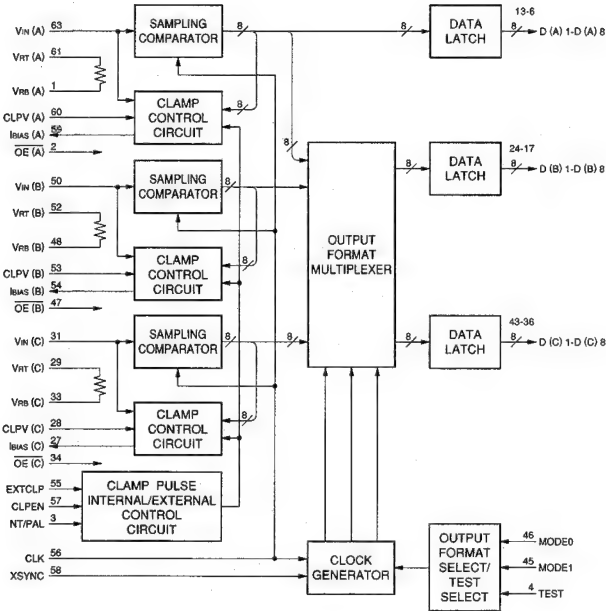 VIN (A) 63
VRT (A) 61
VRB (A) 1
CLPV (A) 60
IBIAS (A) 59
OE (A) 2
SAMPLING
COMPARATOR
8
8
CLAMP
CONTROL
CIRCUIT
8
8
DATA
LATCH
13-6
8
D (A) 1-D (A) 8
VIN (B) 50
VRT (B) 52
VRB (B) 48
CLPV (B) 53
IBIAS (B) 54
OE (B) 47
SAMPLING
COMPARATOR
8
CLAMP
CONTROL
CIRCUIT
8
OUTPUT
FORMAT
MULTIPLEXER
8
DATA
LATCH
24-17
8
D (B) 1-D (B) 8
VIN (C) 31
VRT (C) 29
VRB (C) 33
CLPV (C) 28
IBIAS (C) 27
OE (C) 34
SAMPLING
COMPARATOR
8
8
CLAMP
CONTROL
CIRCUIT
8
8
DATA
LATCH
43-36
8
D (C) 1-D (C) 8
EXTCLP 55
CLPEN 57
NT/PAL 3
CLAMP PULSE
INTERNAL/EXTERNAL
CONTROL
CIRCUIT
CLK 56
XSYNC 58
CLOCK
GENERATOR
OUTPUT
FORMAT
SELECT/
TEST
SELECT
46 MODE0
45 MODE1
4 TEST